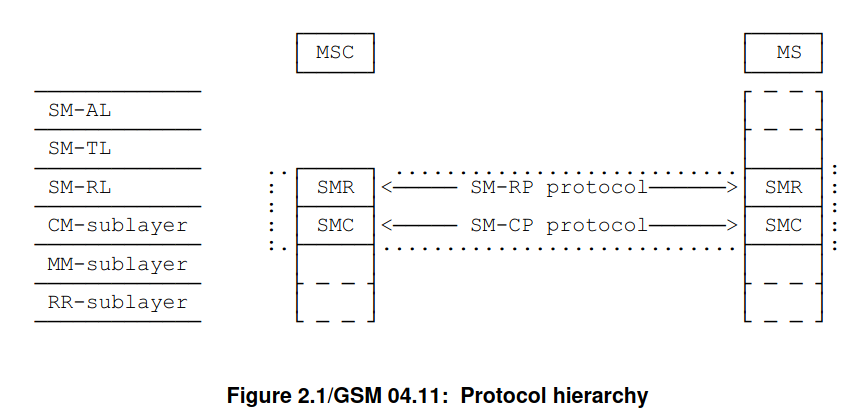 MSC MS
SM-AL
SM-TL
SM-RL SMR SM-RP protocol SMR
CM-sublayer SMC SM-CP protocol SMC
MM-sublayer
RR-sublayer
Figure 2.1/GSM 04.11: Protocol hierarchy